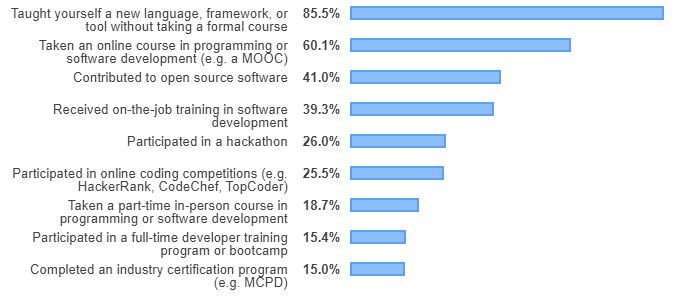 Taught yourself a new language, framework, or 85.5%
tool without taking a formal course
Taken an online course in programming or 60.1%
software development (e.g. a MOOC)
Contributed to open source software 41.0%
Received on-the-job training in software 39.3%
development
Participated in a hackathon 26.0%
Participated in online coding competitions (e.g. 25.5%
HackerRank, CodeChef, TopCoder)
Taken a part-time in-person course in 18.7%
programming or software development
Participated in a full-time developer training 15.4%
program or bootcamp
Completed an industry certification program 15.0%
(e.g. MCPD)